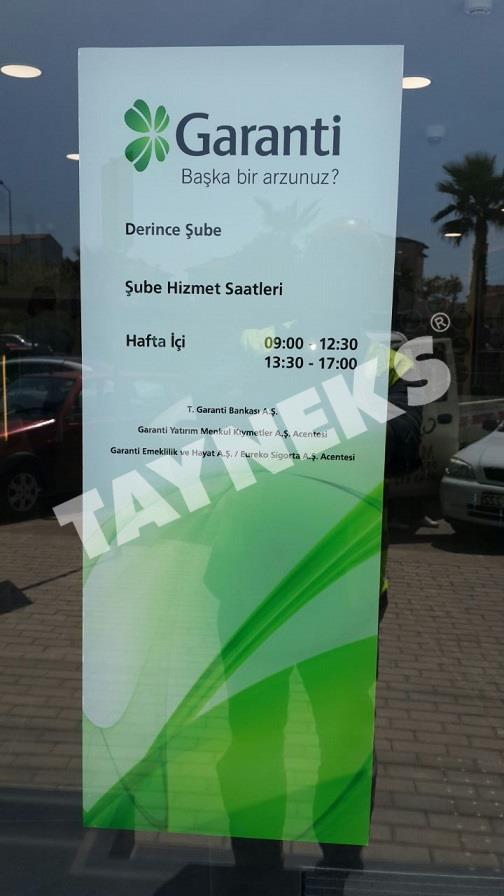 Garanti
Başka bir arzunuz?
Derince Şube
Şube Hizmet Saatleri
Hafta İçi 09:00 - 12:30
13:30 - 17:00
T. Garanti Bankası A.Ş.
Garanti Yatırım Menkul Kıymetler A.Ş. Acentesi
Garanti Emeklilik ve Hayat A.Ş. / Eureko Sigorta A.Ş. Acentesi
TAYNEKS®